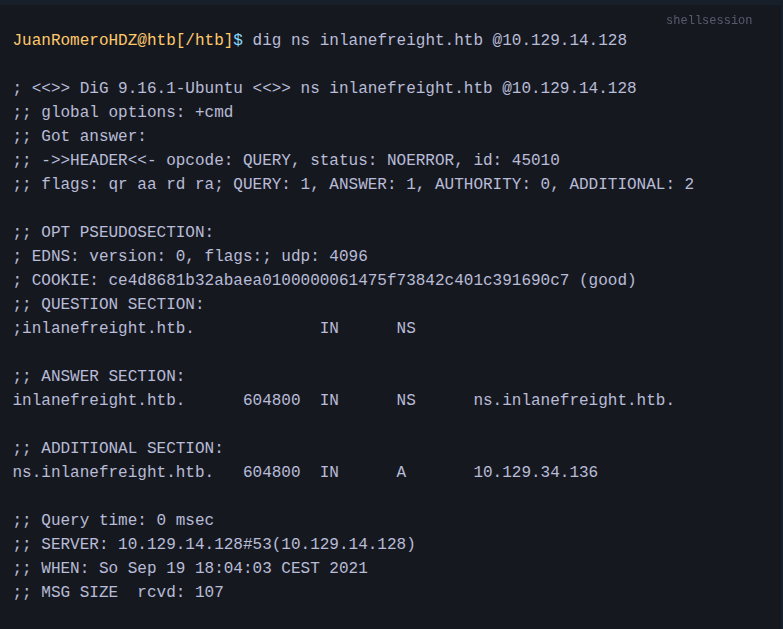 shellsession
JuanRomeroHDZ@htb[/htb]$ dig ns inlanefreight.htb @10.129.14.128

; <<>> DiG 9.16.1-Ubuntu <<>> ns inlanefreight.htb @10.129.14.128
;; global options: +cmd
;; Got answer:
;; ->>HEADER<<- opcode: QUERY, status: NOERROR, id: 45010
;; flags: qr aa rd ra; QUERY: 1, ANSWER: 1, AUTHORITY: 0, ADDITIONAL: 2

;; OPT PSEUDOSECTION:
; EDNS: version: 0, flags:; udp: 4096
; COOKIE: ce4d8681b32abaea0100000061475f73842c401c391690c7 (good)
;; QUESTION SECTION:
;inlanefreight.htb.             IN      NS

;; ANSWER SECTION:
inlanefreight.htb.      604800  IN      NS      ns.inlanefreight.htb.

;; ADDITIONAL SECTION:
ns.inlanefreight.htb.   604800  IN      A       10.129.34.136

;; Query time: 0 msec
;; SERVER: 10.129.14.128#53(10.129.14.128)
;; WHEN: So Sep 19 18:04:03 CEST 2021
;; MSG SIZE  rcvd: 107